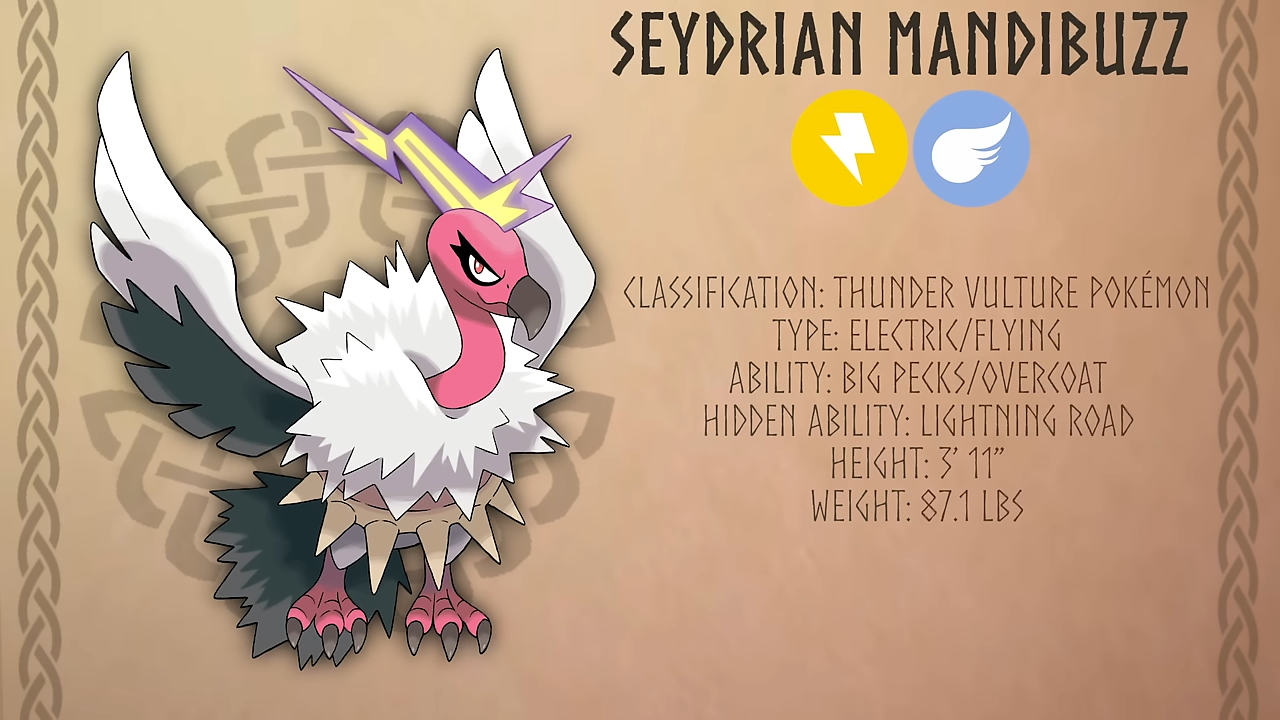 SEYDRIAN MANDIBUZZ
CLASSIFICATION: THUNDER VULTURE POKÉMON
TYPE: ELECTRIC/FLYING
ABILITY: BIG PECKS/OVERCOAT
HIDDEN ABILITY: LIGHTNING ROAD
HEIGHT: 3' 11"
WEIGHT: 87.1 LBS